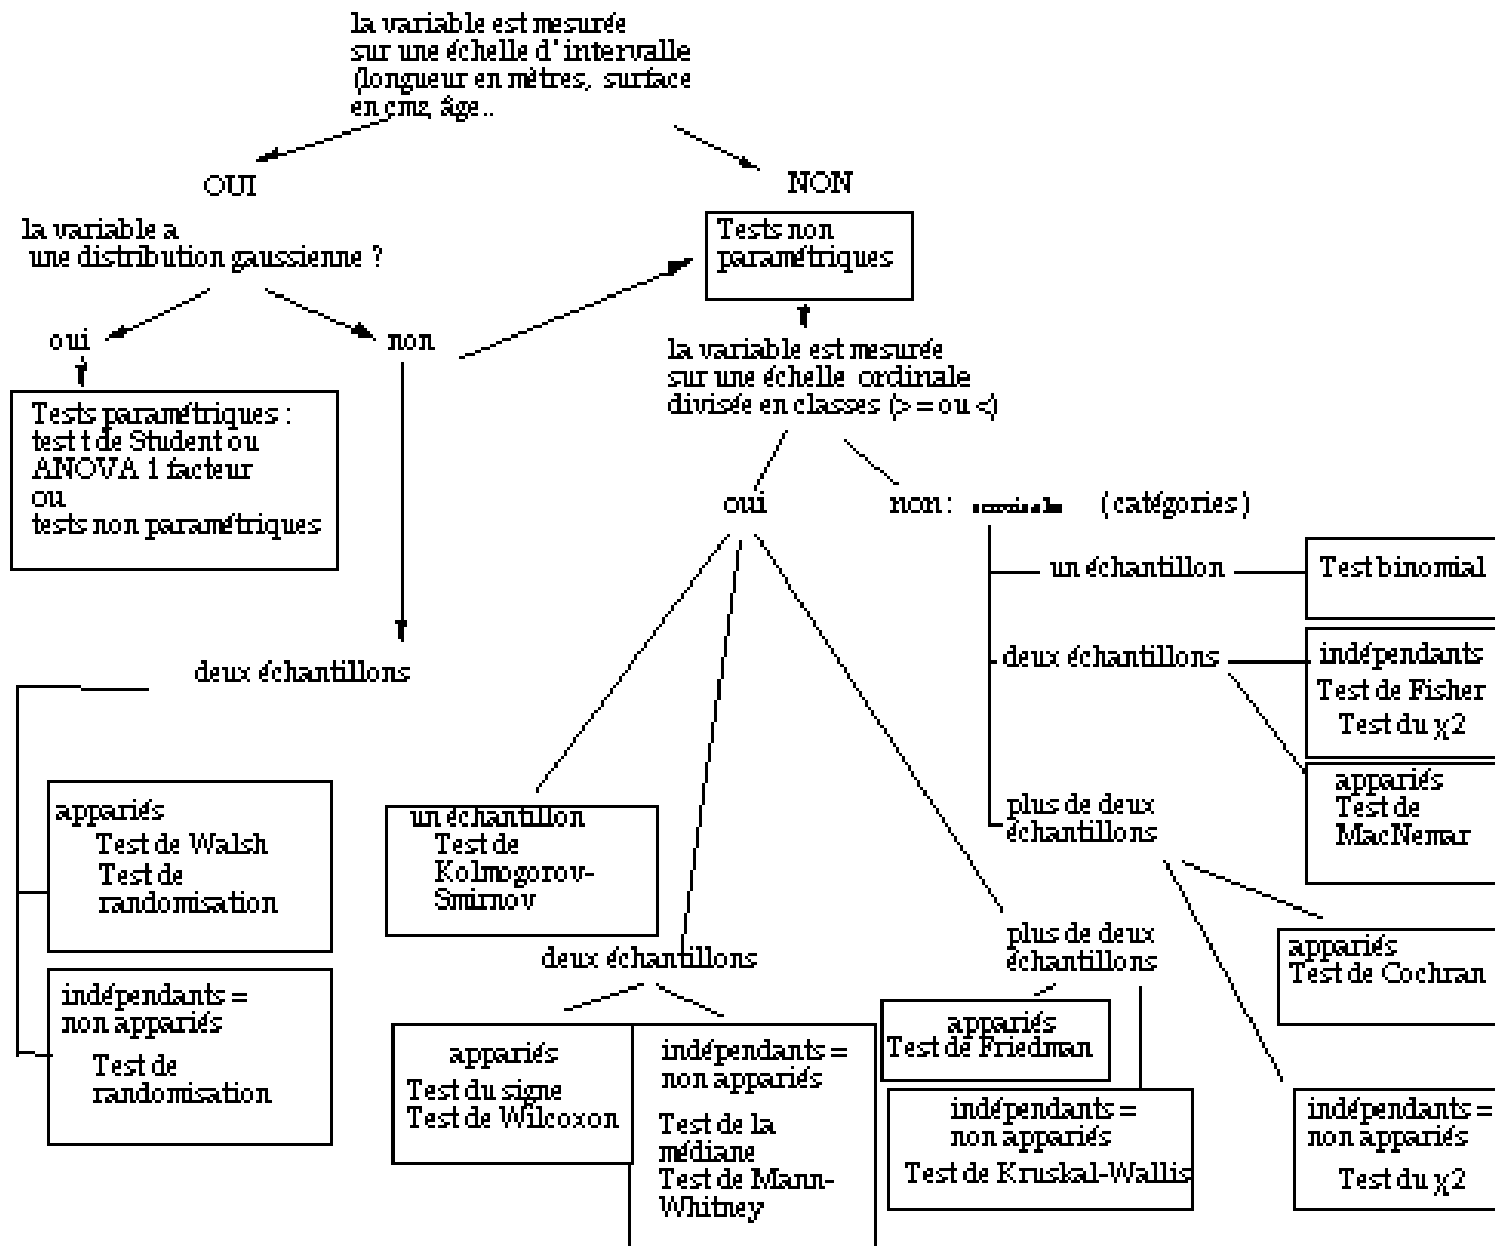 la variable est mesurée
sur une échelle d'intervalle
(longueur en mètres, surface
en cm2, âge..
OUI
NON
la variable a
une distribution gaussienne ?
Tests non
paramétriques
oui
non
la variable est mesurée
sur une échelle ordinale
divisée en classes (> = ou <)
Tests paramétriques :
test t de Student ou
ANOVA 1 facteur
ou
tests non paramétriques
oui
non : (catégories)
un échantillon
Test binomial
deux échantillons
indépendants
Test de Fisher
Test du χ2
appariés
Test de
MacNemar
deux échantillons
appariés
Test de Walsh
Test de
randomisation
indépendants =
non appariés
Test de
randomisation
un échantillon
Test de
Kolmogorov-
Smirnov
deux échantillons
appariés
Test du signe
Test de Wilcoxon
indépendants =
non appariés
Test de la
médiane
Test de Mann-
Whitney
plus de deux
échantillons
appariés
Test de Friedman
indépendants =
non appariés
Test de Kruskal-Wallis
plus de deux
échantillons
appariés
Test de Cochran
indépendants =
non appariés
Test du χ2